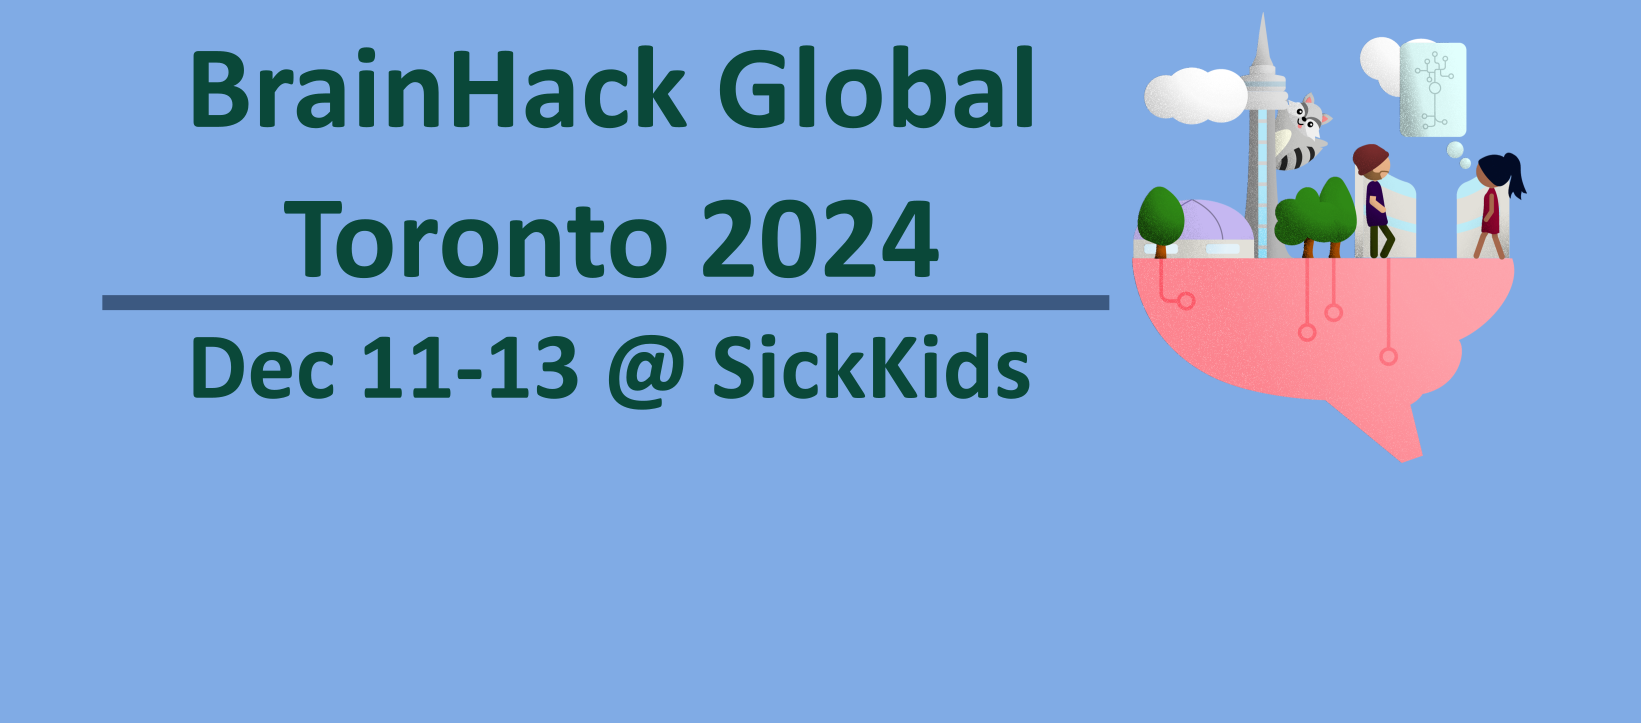 BrainHack Global
Toronto 2024
Dec 11-13 @ SickKids